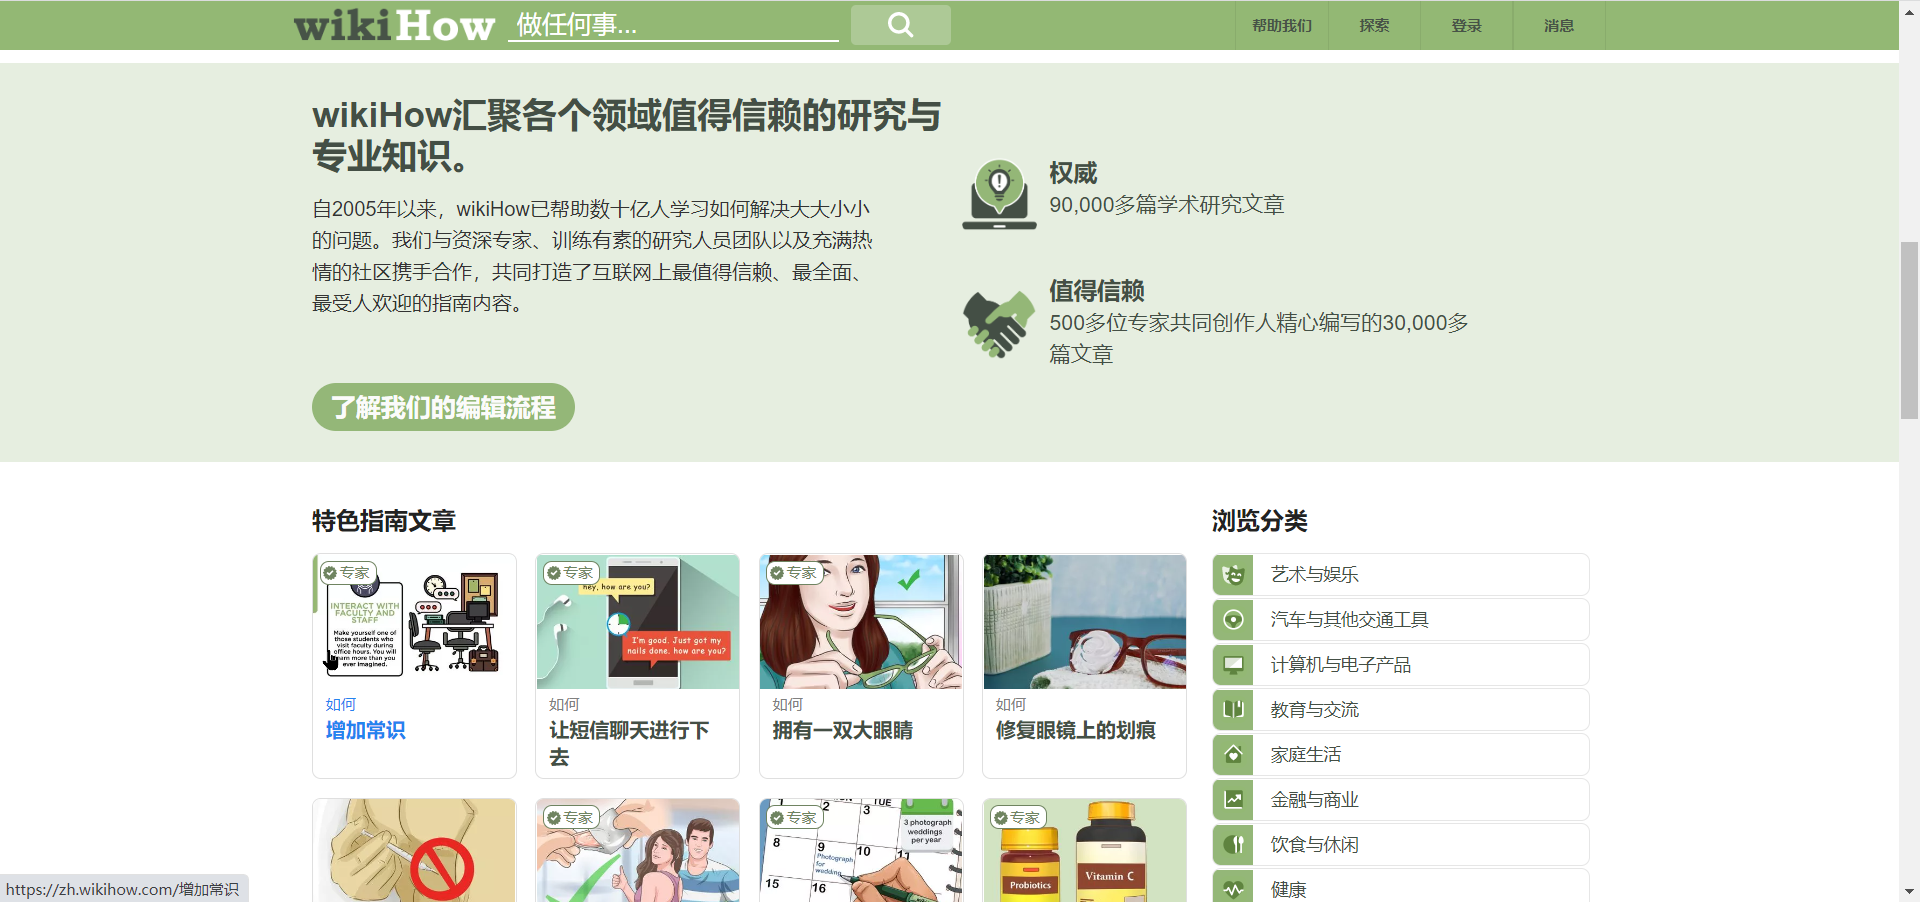 wikiHow
做任何事...
帮助我们
探索
登录
消息
wikiHow汇聚各个领域值得信赖的研究与
专业知识。
自2005年以来，wikiHow已帮助数十亿人学习如何解决大大小小
的问题。我们与资深专家、训练有素的研究人员团队以及充满热
情的社区携手合作，共同打造了互联网上最值得信赖、最全面、
最受人欢迎的指南内容。
了解我们的编辑流程
权威
90,000多篇学术研究文章
值得信赖
500多位专家共同创作人精心编写的30,000多
篇文章
特色指南文章
专家
INTERACT WITH
FACULTY AND
STAFF
Make yourself one of
those students who
visit faculty during
office hours. You will
learn more than you
ever imagined.
如何
增加常识
专家
hey, how are you?
I'm good. Just got my
nails done. how are you?
如何
让短信聊天进行下
去
专家
如何
拥有一双大眼睛
如何
修复眼镜上的划痕
专家
专家
1
2
TUE
3
3 photograph
weddings
per year
8
9
10
11
Photograph
for
wedding
15
16
专家
Probiotics
Vitamin C
浏览分类
艺术与娱乐
汽车与其他交通工具
计算机与电子产品
教育与交流
家庭生活
金融与商业
饮食与休闲
健康
https://zh.wikihow.com/增加常识